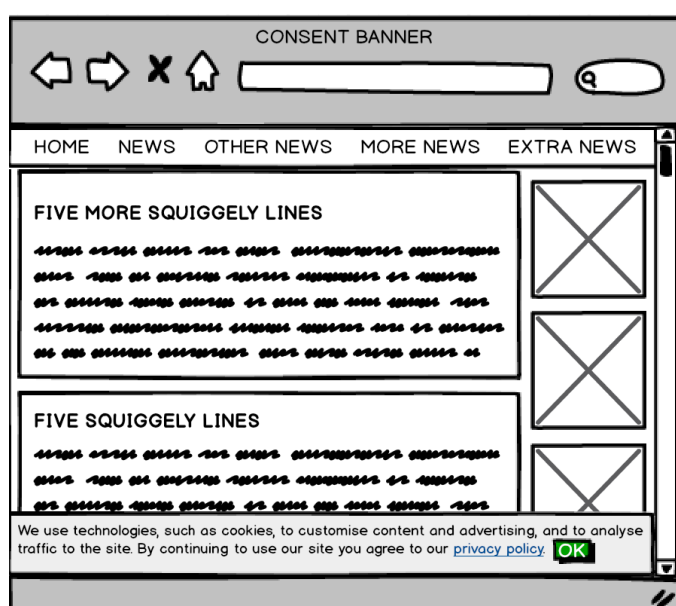 CONSENT BANNER
HOME NEWS OTHER NEWS MORE NEWS EXTRA NEWS
FIVE MORE SQUIGGELY LINES
FIVE SQUIGGELY LINES
We use technologies, such as cookies, to customise content and advertising, and to analyse
traffic to the site. By continuing to use our site you agree to our privacy policy. OK